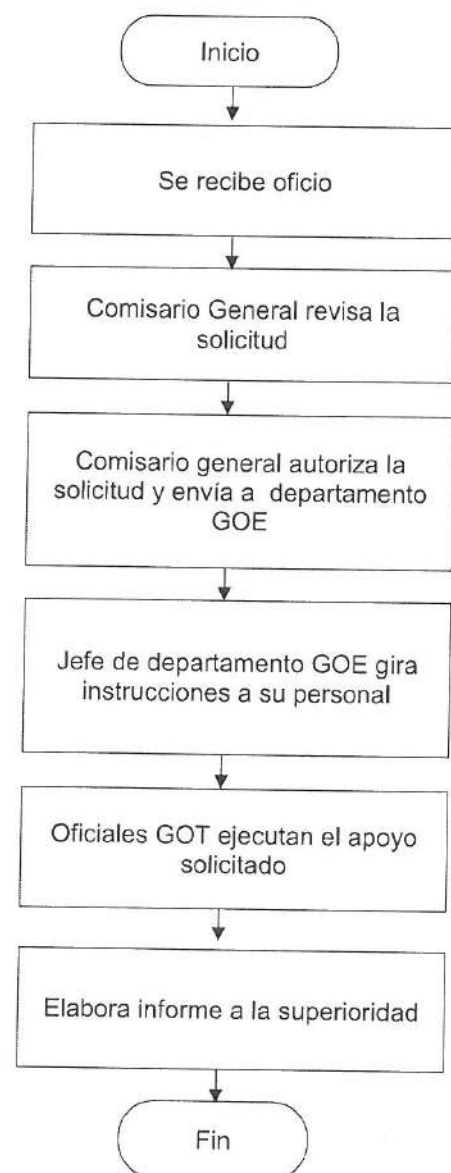 Inicio
Se recibe oficio
Comisario General revisa la
solicitud
Comisario general autoriza la
solicitud y envía a departamento
GOE
Jefe de departamento GOE gira
instrucciones a su personal
Oficiales GOT ejecutan el apoyo
solicitado
Elabora informe a la superioridad
Fin